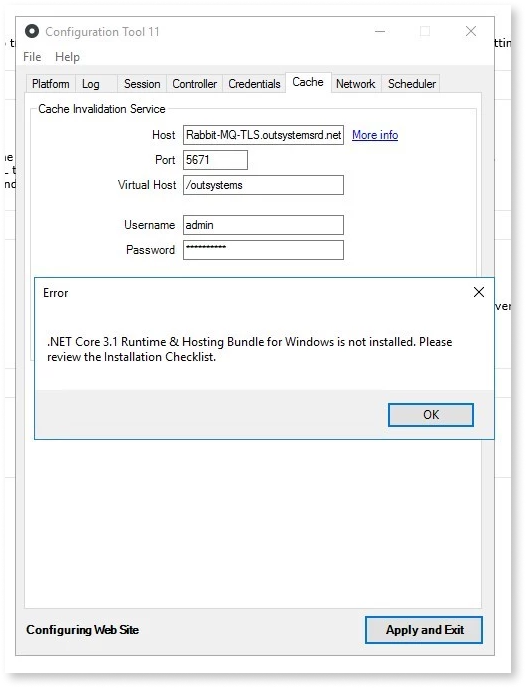 Configuration Tool 11
File Help
Platform Log Session Controller Credentials Cache Network Scheduler
Cache Invalidation Service
Host Rabbit-MQ-TLS.outsystemsrd.net More info
Port 5671
Virtual Host /outsystems
Username admin
Password **********
Error
.NET Core 3.1 Runtime & Hosting Bundle for Windows is not installed. Please
review the Installation Checklist.
OK
Configuring Web Site
Apply and Exit